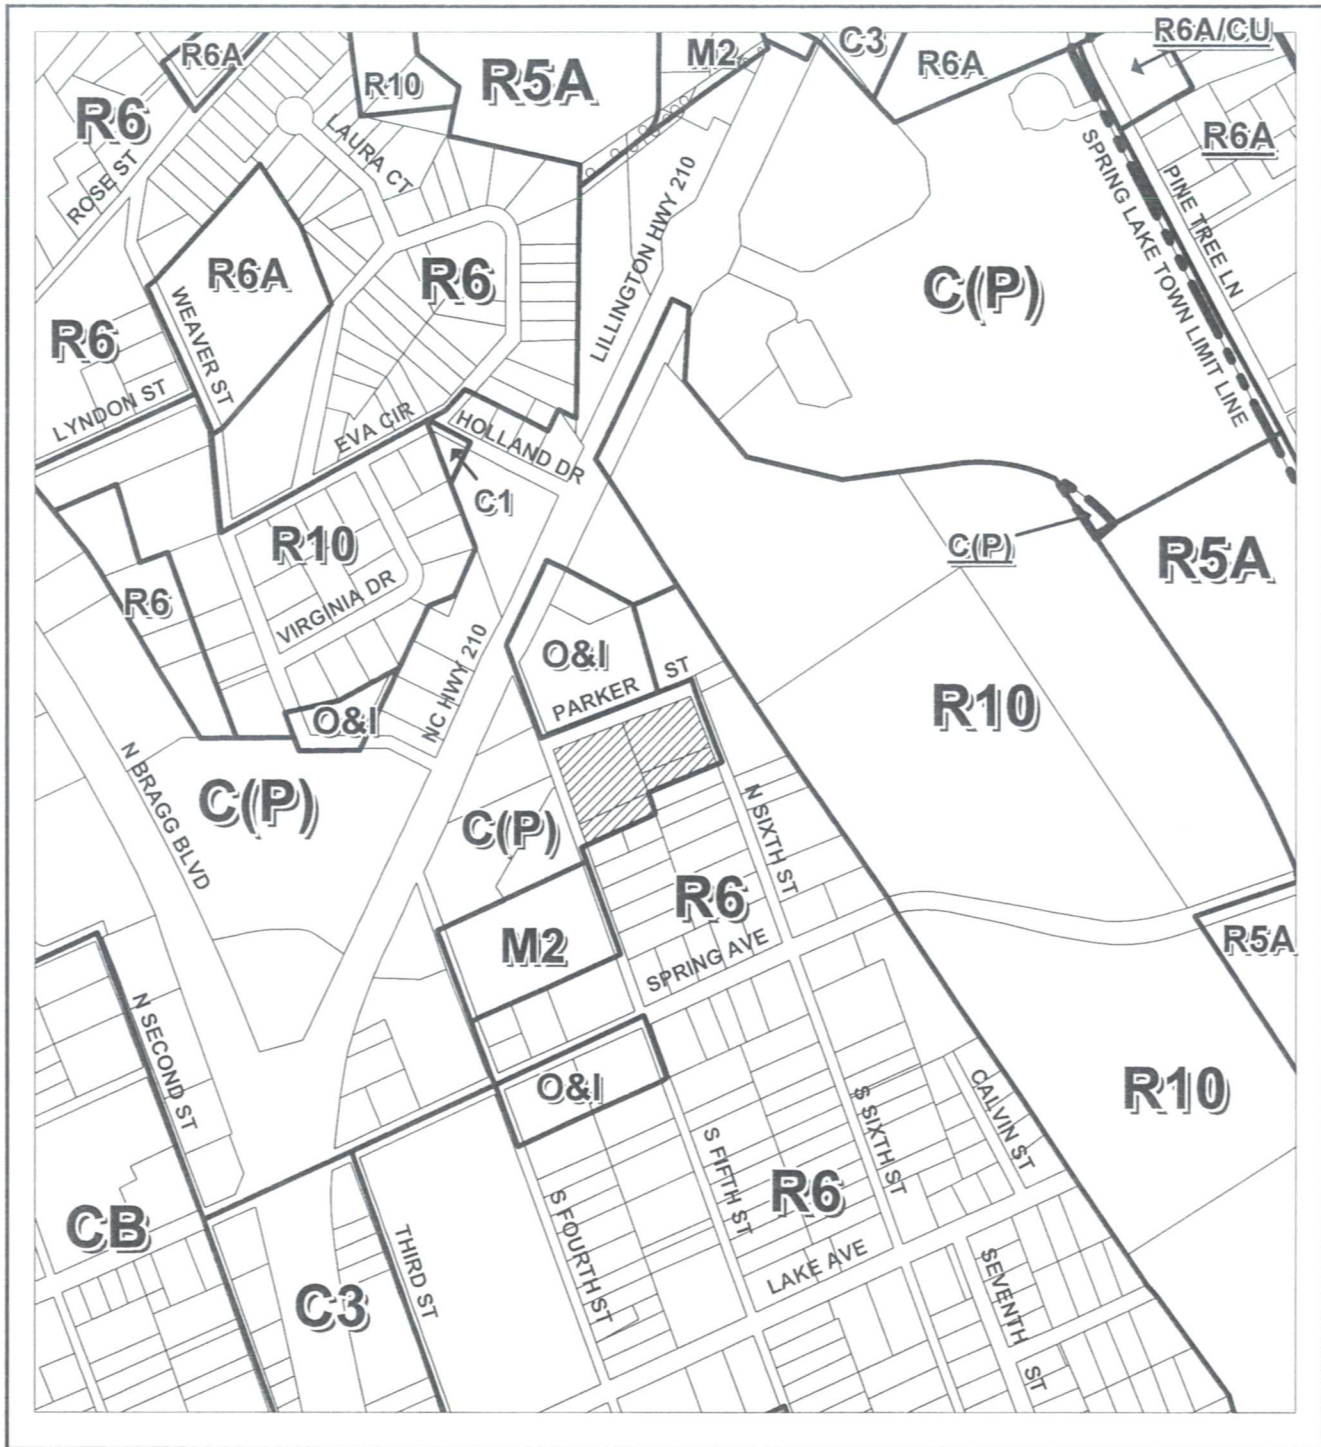 R6A/CU
C3
R6A
M2
R6A
R10
R5A
R6
R6A
LAURA CT
ROSE ST
PINE TREE LN
SPRING LAKE TOWN LIMIT LINE
LILLINGTON HWY 210
R6A
R6
C(P)
WEAVER ST
R6
LYNDON ST
EVA CIR
HOLLAND DR
C1
R10
C(P)
R5A
R6
VIRGINIA DR
O&I
NC HWY 210
PARKER ST
R10
O&I
N BRAGG BLVD
C(P)
C(P)
N SIXTH ST
R6
M2
SPRING AVE
R5A
N SECOND ST
O&I
CALVIN ST
R10
S SIXTH ST
S FIFTH ST
R6
S FOURTH ST
CB
THIRD ST
LAKE AVE
C3
SEVENTH ST